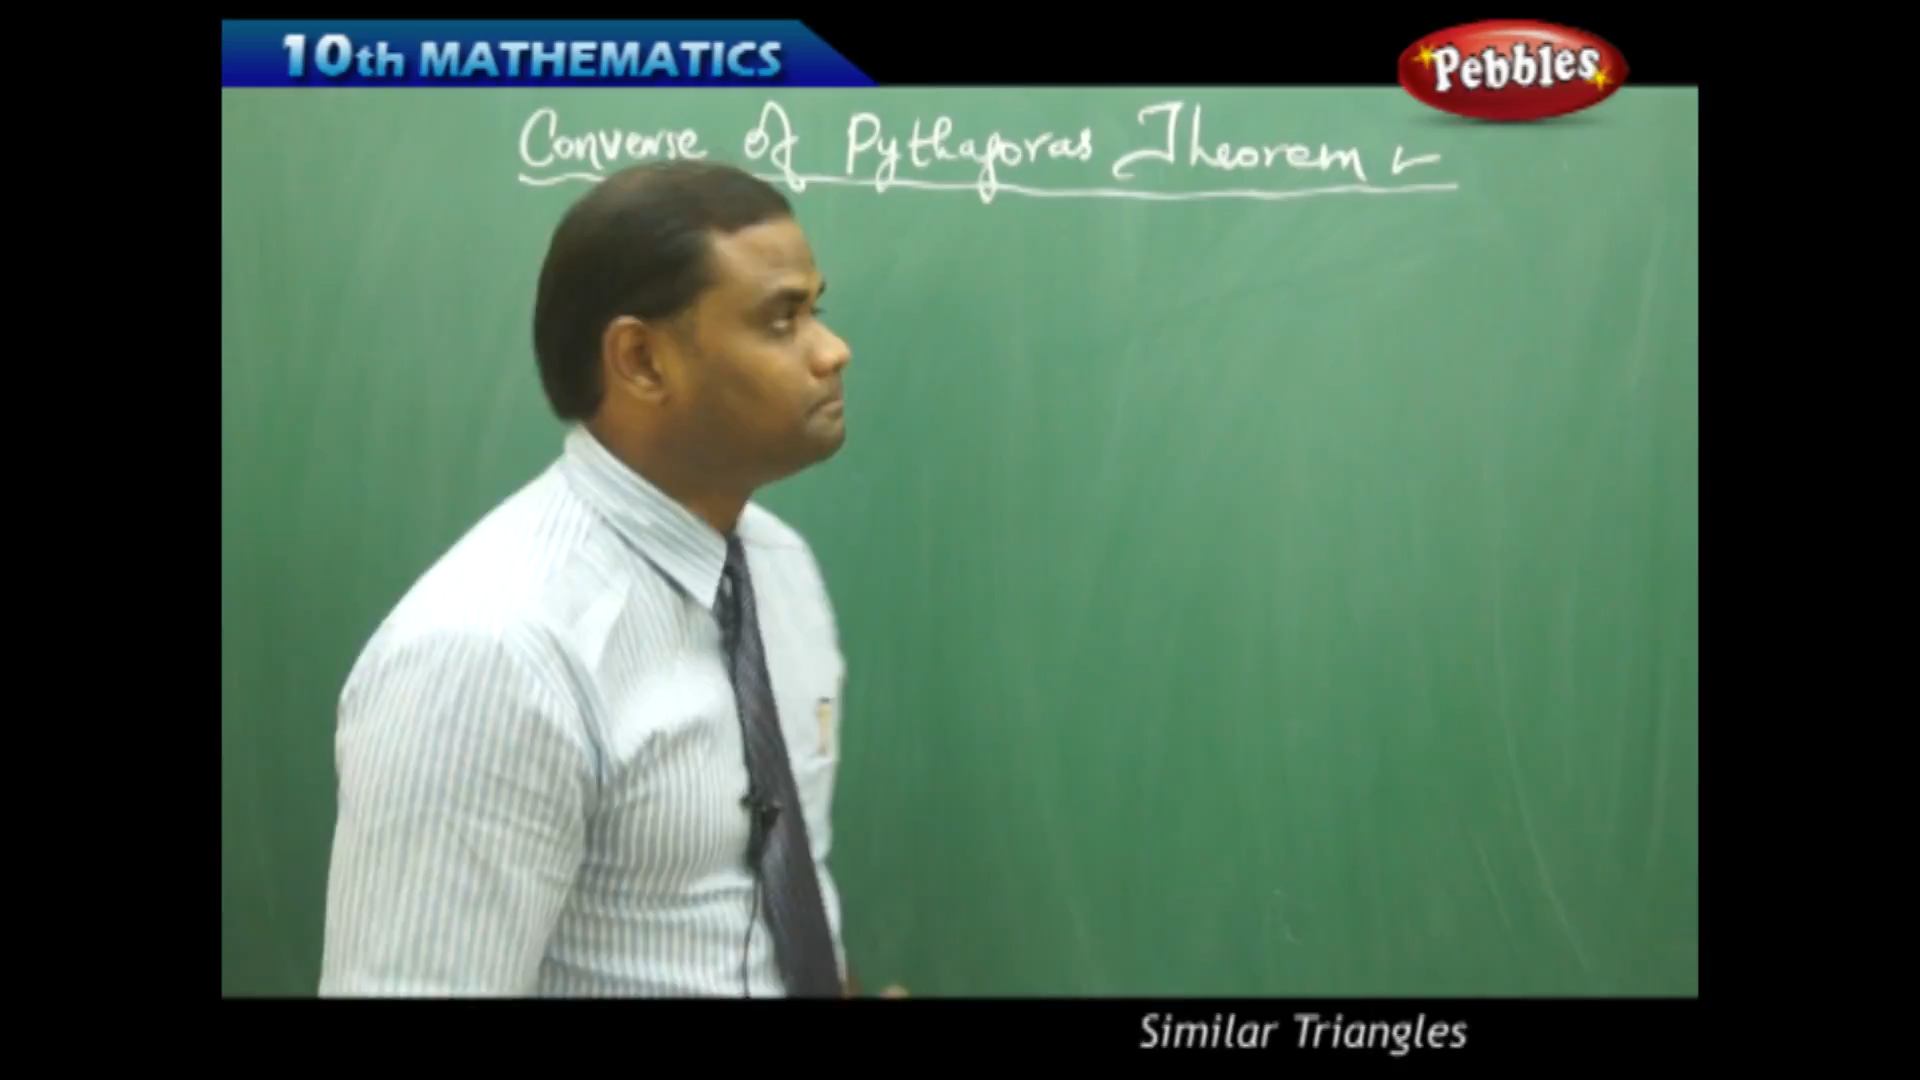 10th MATHEMATICS
Pebbles
Converse of Pythagoras Theorem
Similar Triangles